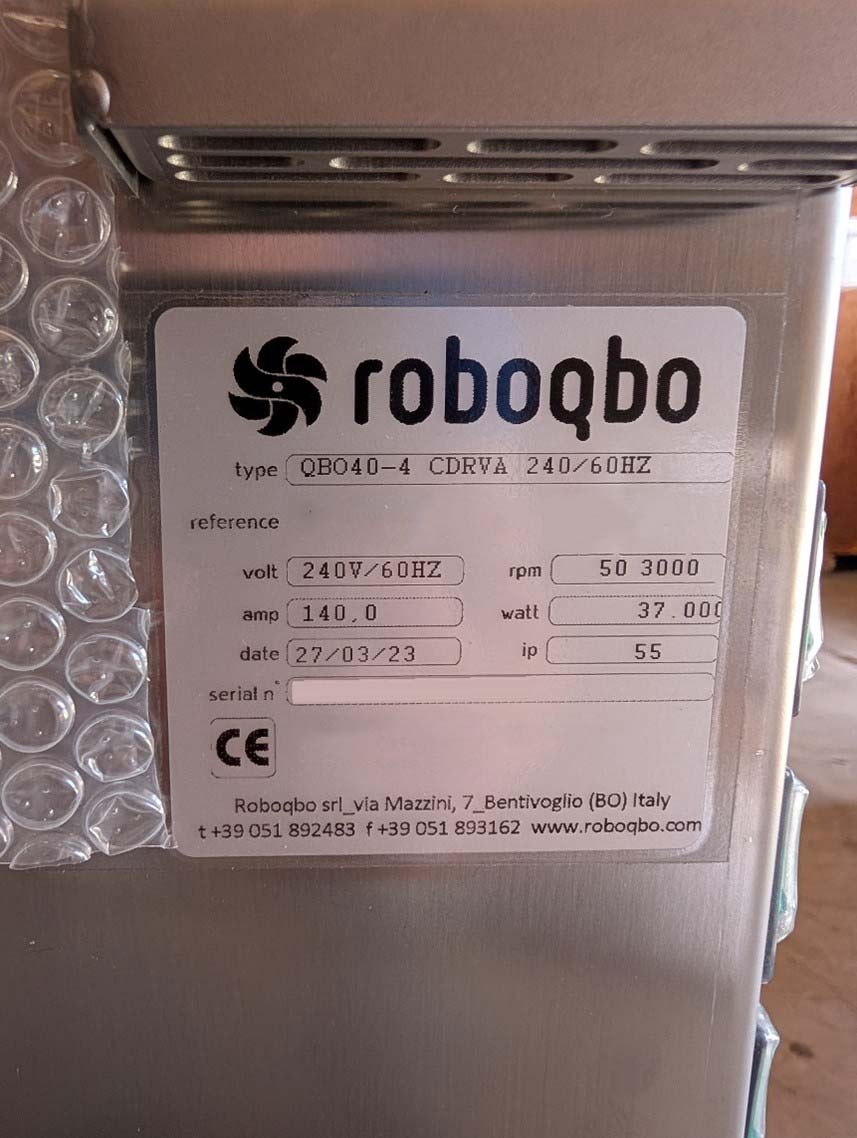 roboqbo
type QBO40-4 CDRVA 240/60HZ
reference
volt 240V/60HZ rpm 50 3000
amp 140,0 watt 37.000
date 27/03/23 ip 55
serial n°
CE
Roboqbo srl_via Mazzini, 7_Bentivoglio (BO) Italy
t +39 051 892483 f +39 051 893162 www.roboqbo.com